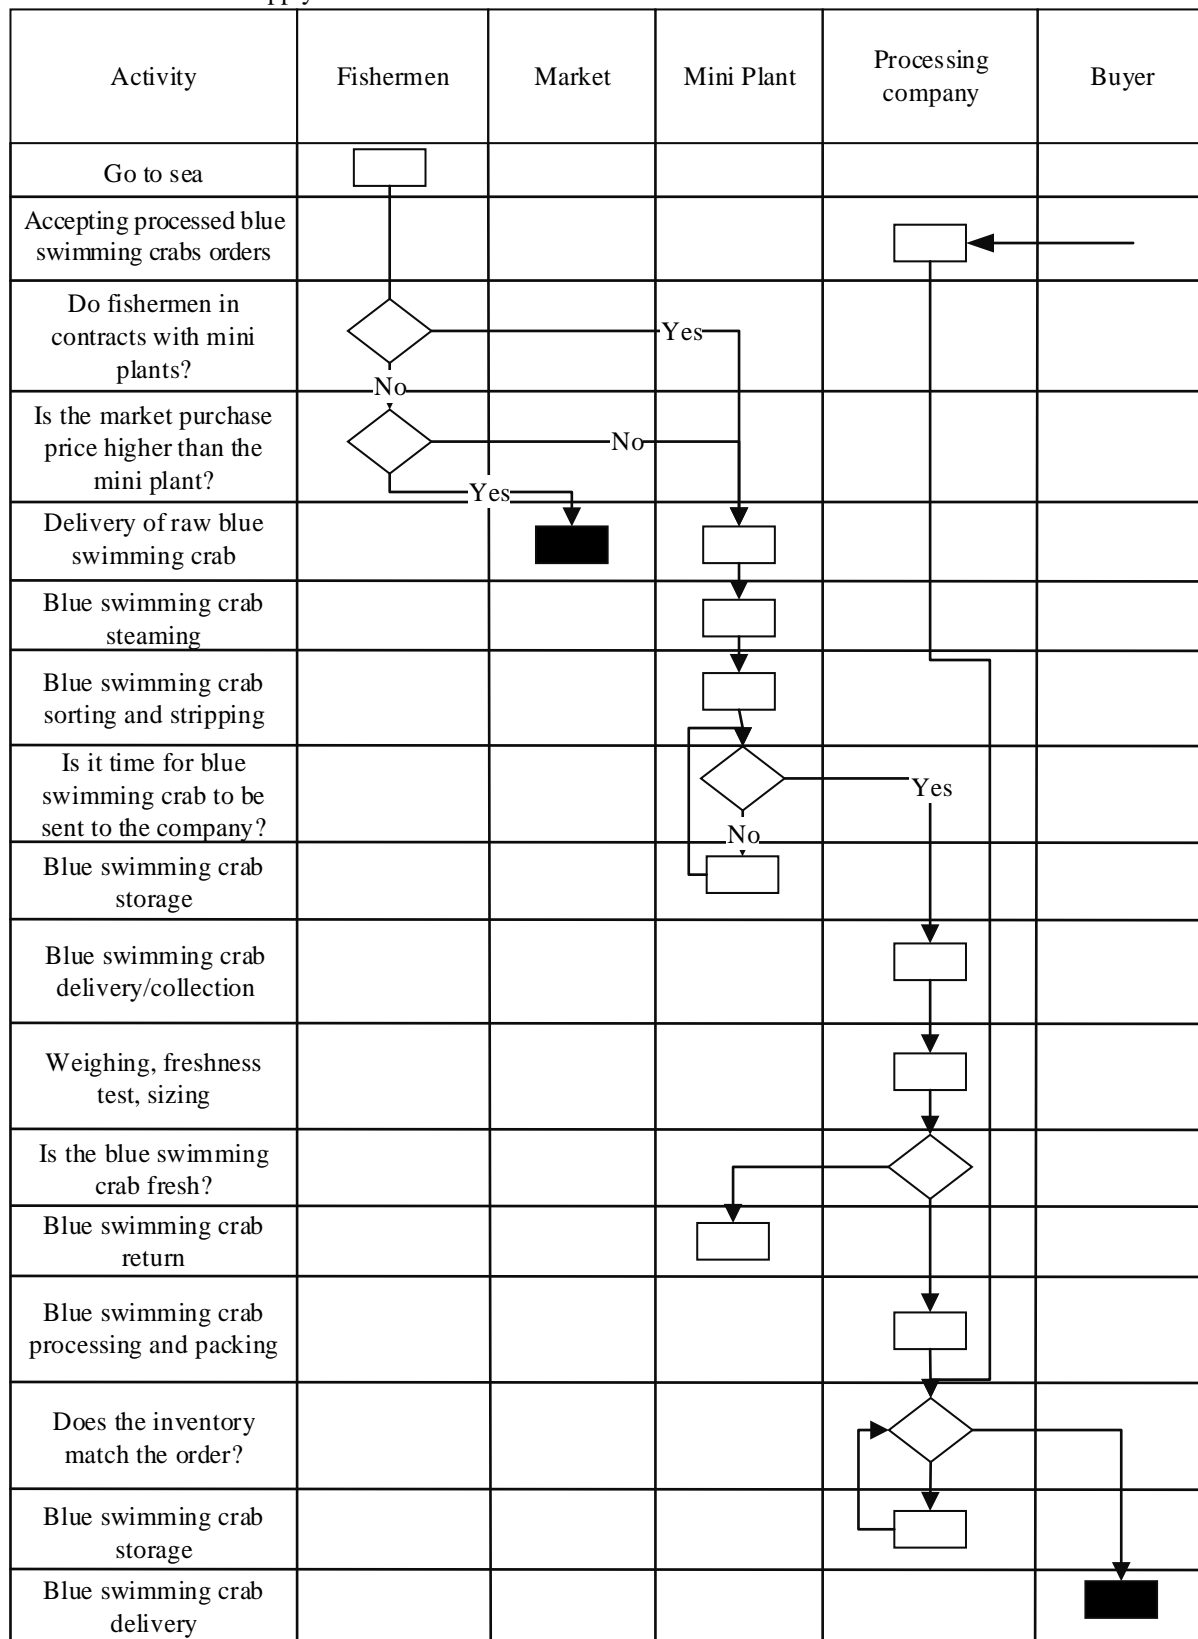 Activity
Fishermen
Market
Mini Plant
Processing
company
Buyer
Go to sea
Accepting processed blue
swimming crabs orders
Do fishermen in
contracts with mini
plants?
Yes
No
Is the market purchase
price higher than the
mini plant?
No
Yes
Delivery of raw blue
swimming crab
Blue swimming crab
steaming
Blue swimming crab
sorting and stripping
Is it time for blue
swimming crab to be
sent to the company?
Yes
No
Blue swimming crab
storage
Blue swimming crab
delivery/collection
Weighing, freshness
test, sizing
Is the blue swimming
crab fresh?
Blue swimming crab
return
Blue swimming crab
processing and packing
Does the inventory
match the order?
Blue swimming crab
storage
Blue swimming crab
delivery